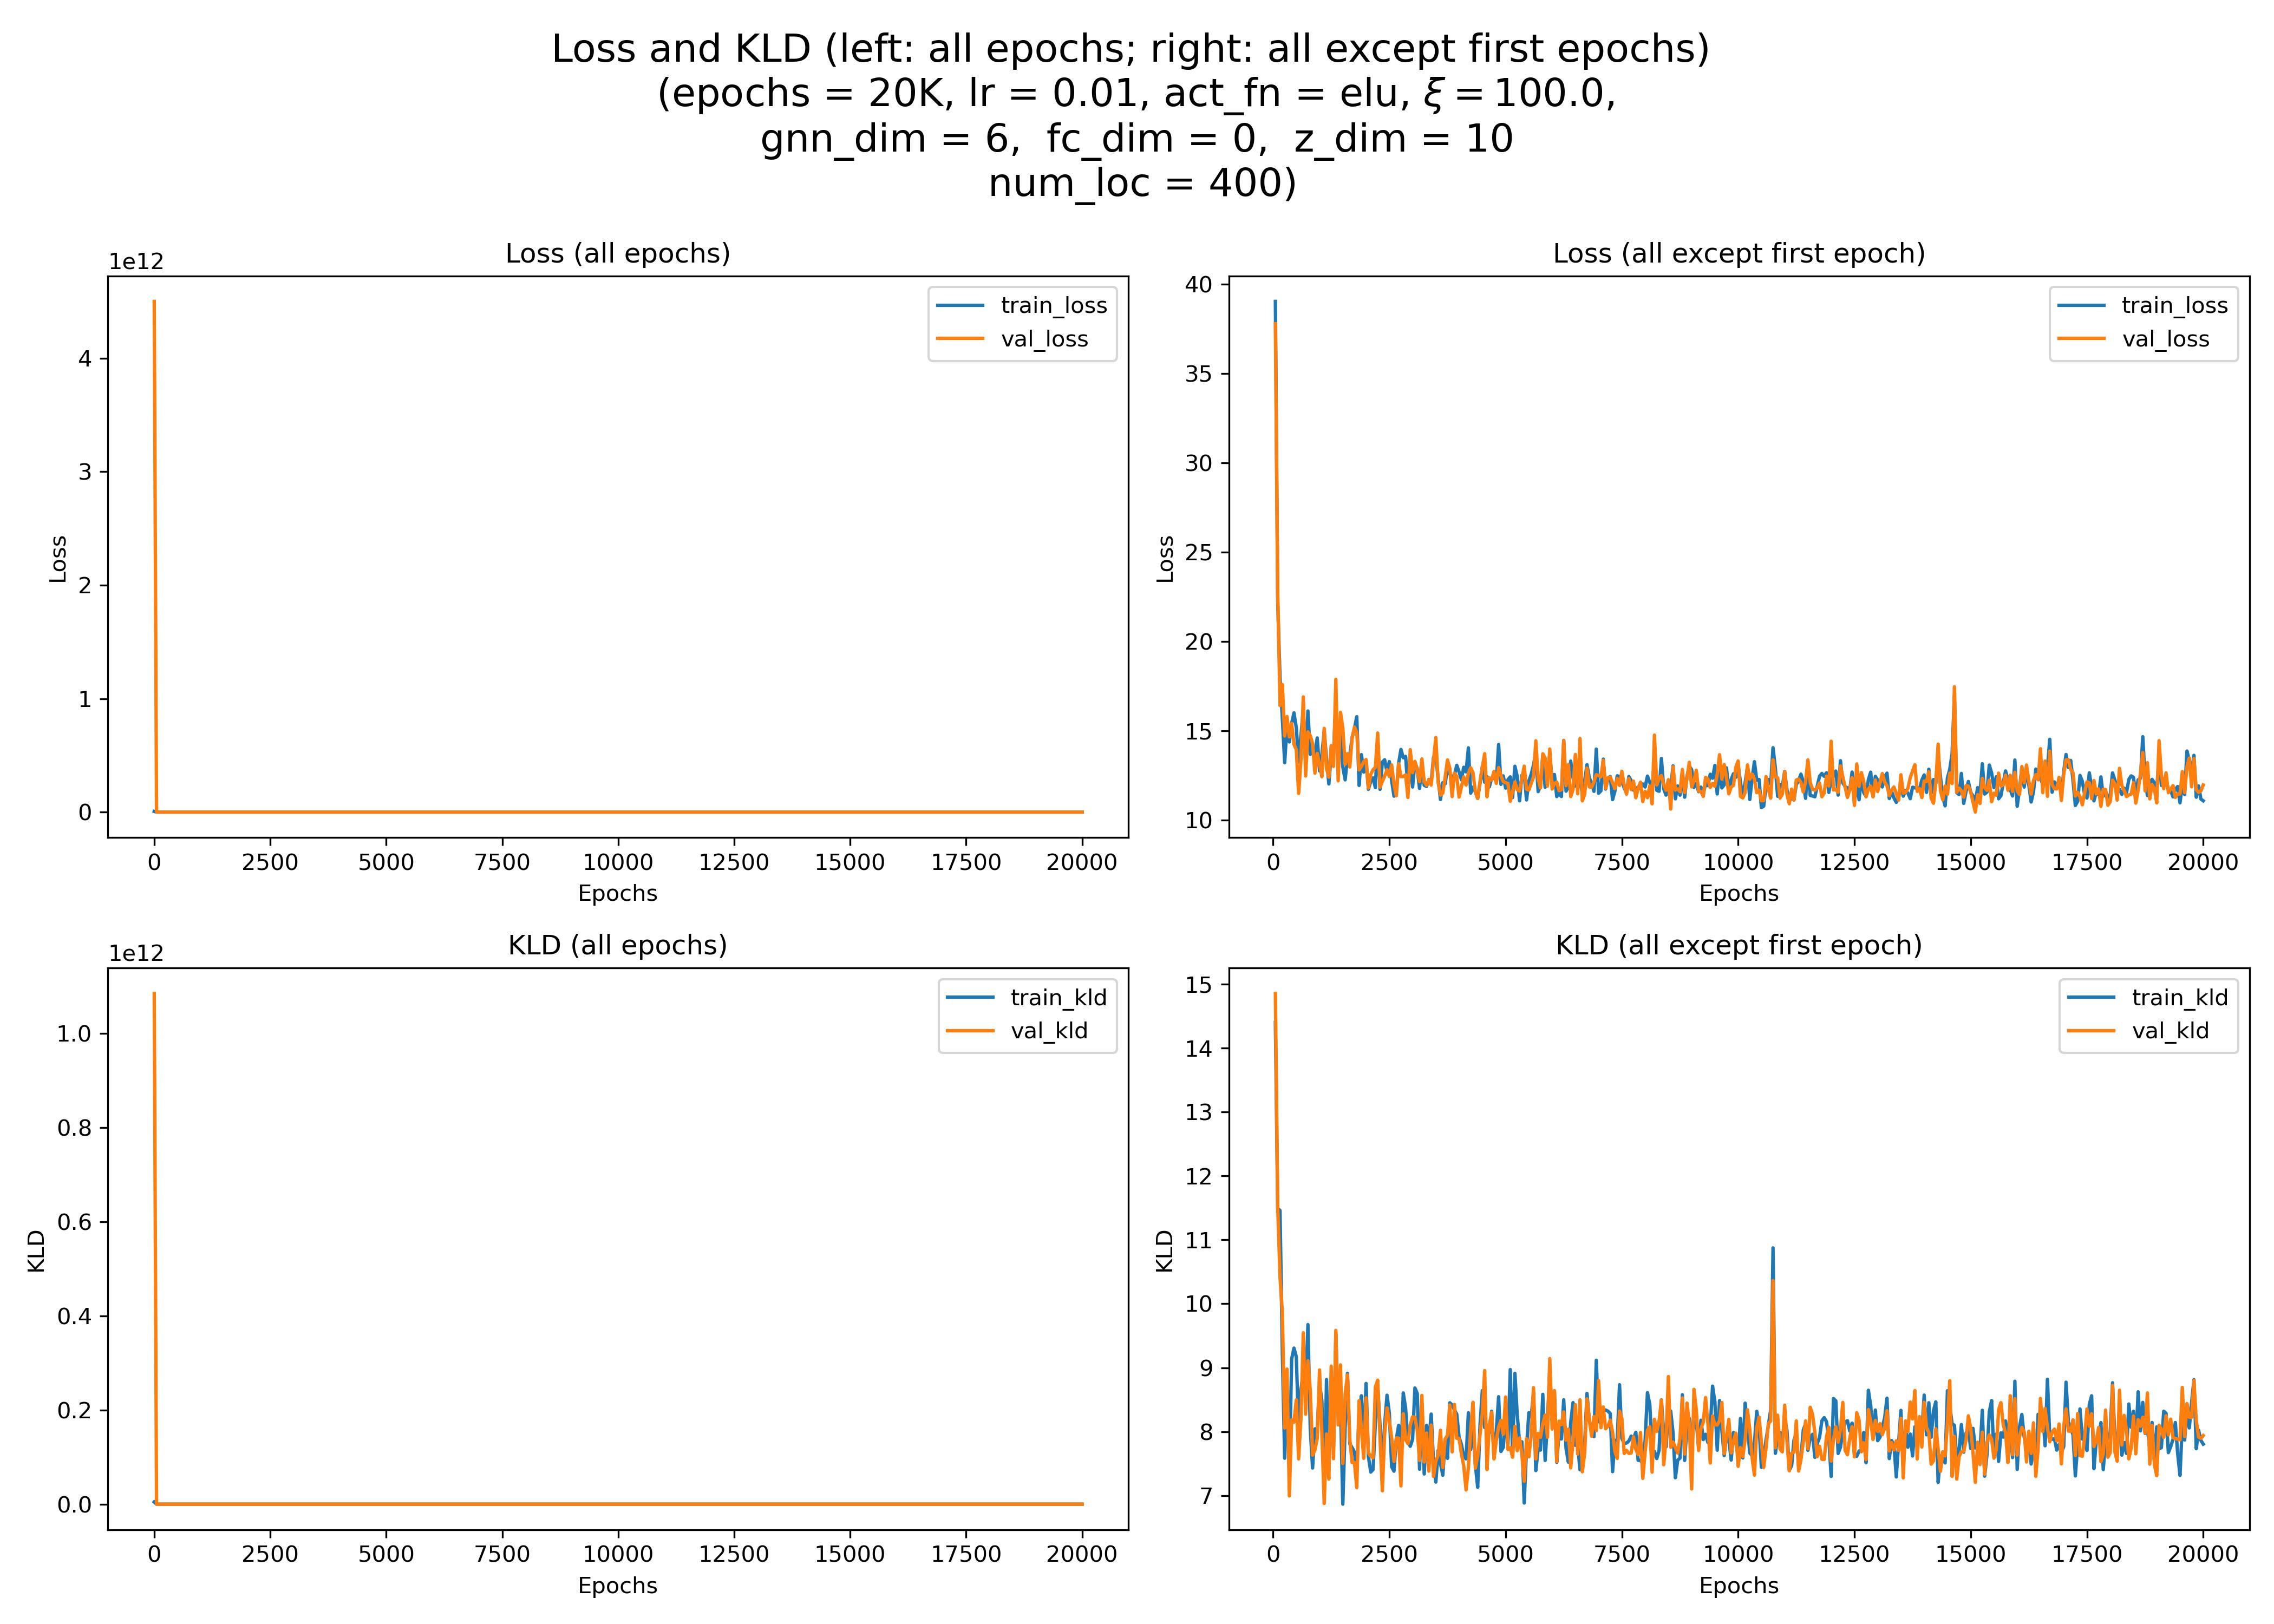 Loss and KLD (left: all epochs; right: all except first epochs)
(epochs = 20K, lr = 0.01, act_fn = elu, ξ = 100.0,
gnn_dim = 6,  fc_dim = 0,  z_dim = 10
num_loc = 400)
Loss (all epochs)
1e12
train_loss
val_loss
4
3
2
1
0
Loss
0 2500 5000 7500 10000 12500 15000 17500 20000
Epochs
Loss (all except first epoch)
train_loss
val_loss
40
35
30
25
20
15
10
Loss
0 2500 5000 7500 10000 12500 15000 17500 20000
Epochs
KLD (all epochs)
1e12
train_kld
val_kld
1.0
0.8
0.6
0.4
0.2
0.0
KLD
0 2500 5000 7500 10000 12500 15000 17500 20000
Epochs
KLD (all except first epoch)
train_kld
val_kld
15
14
13
12
11
10
9
8
7
KLD
0 2500 5000 7500 10000 12500 15000 17500 20000
Epochs